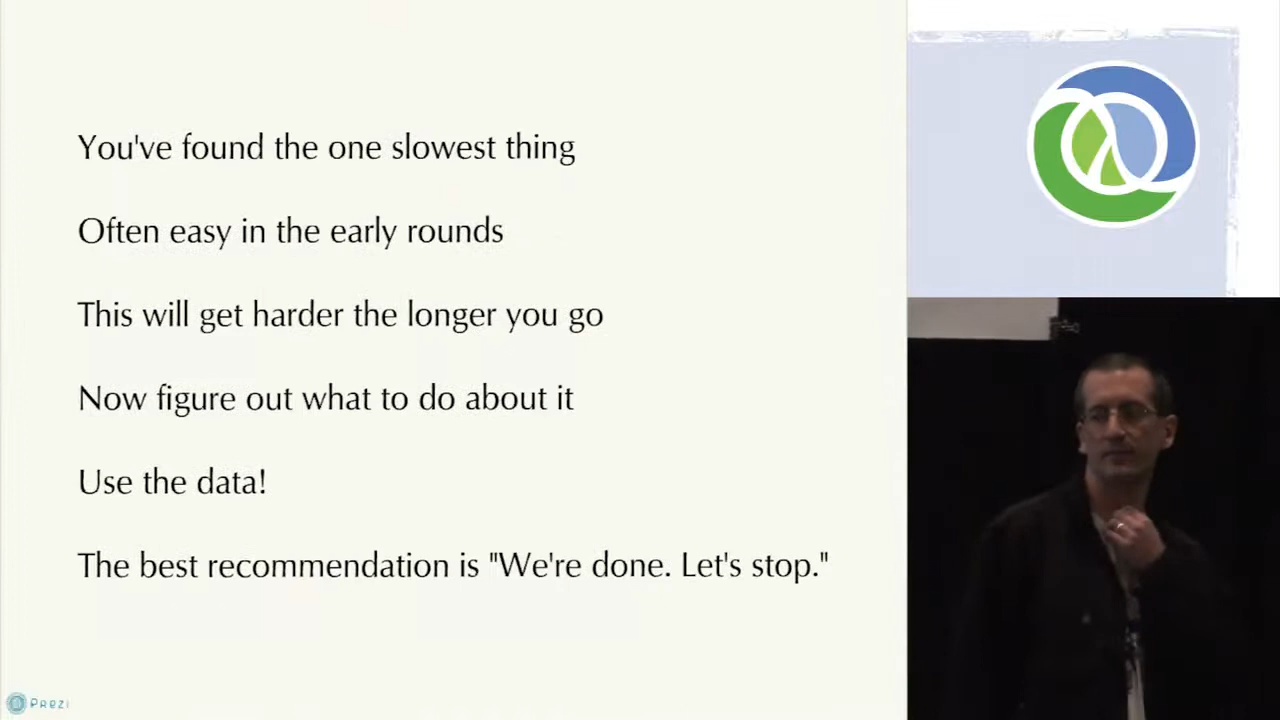 You've found the one slowest thing
Often easy in the early rounds
This will get harder the longer you go
Now figure out what to do about it
Use the data!
The best recommendation is "We're done. Let's stop."
Prezi